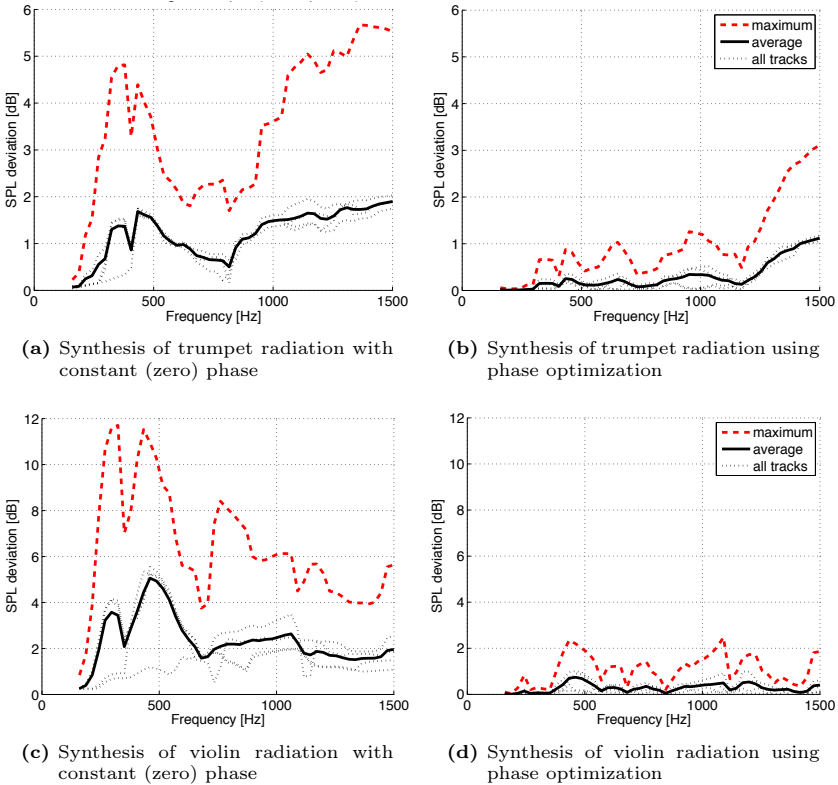 6
5
4
3
2
1
0
SPL deviation [dB]
0
500
1000
1500
Frequency [Hz]
(a) Synthesis of trumpet radiation with
constant (zero) phase
6
5
4
3
2
1
0
SPL deviation [dB]
0
500
1000
1500
Frequency [Hz]
maximum
average
all tracks
(b) Synthesis of trumpet radiation using
phase optimization
12
10
8
6
4
2
0
SPL deviation [dB]
0
500
1000
1500
Frequency [Hz]
(c) Synthesis of violin radiation with
constant (zero) phase
12
10
8
6
4
2
0
SPL deviation [dB]
0
500
1000
1500
Frequency [Hz]
maximum
average
all tracks
(d) Synthesis of violin radiation using
phase optimization